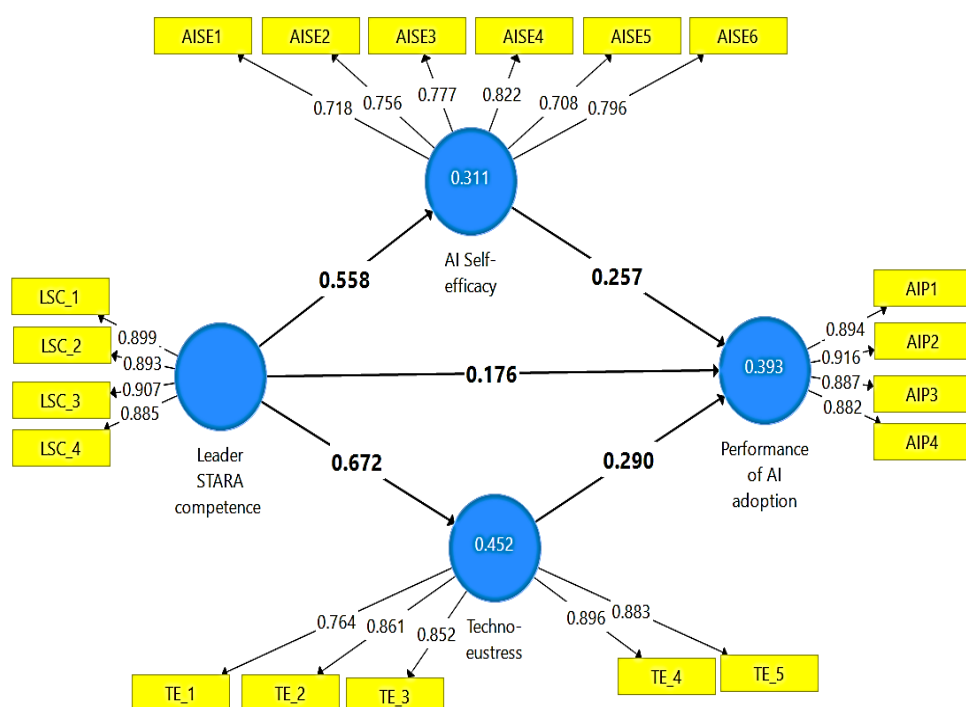 AISE1 AISE2 AISE3 AISE4 AISE5 AISE6
0.718 0.756 0.777 0.822 0.708 0.796
0.311
AI Self-
efficacy
0.558 0.257
LSC_1
LSC_2
LSC_3
LSC_4
0.899
0.893
0.907
0.885
Leader
STARA
competence
0.176
0.393
Performance
of AI
adoption
0.894
0.916
0.887
0.882
AIP1
AIP2
AIP3
AIP4
0.672 0.290
0.452
Techno-
eustress
0.764 0.861 0.852 0.896 0.883
TE_1 TE_2 TE_3 TE_4 TE_5